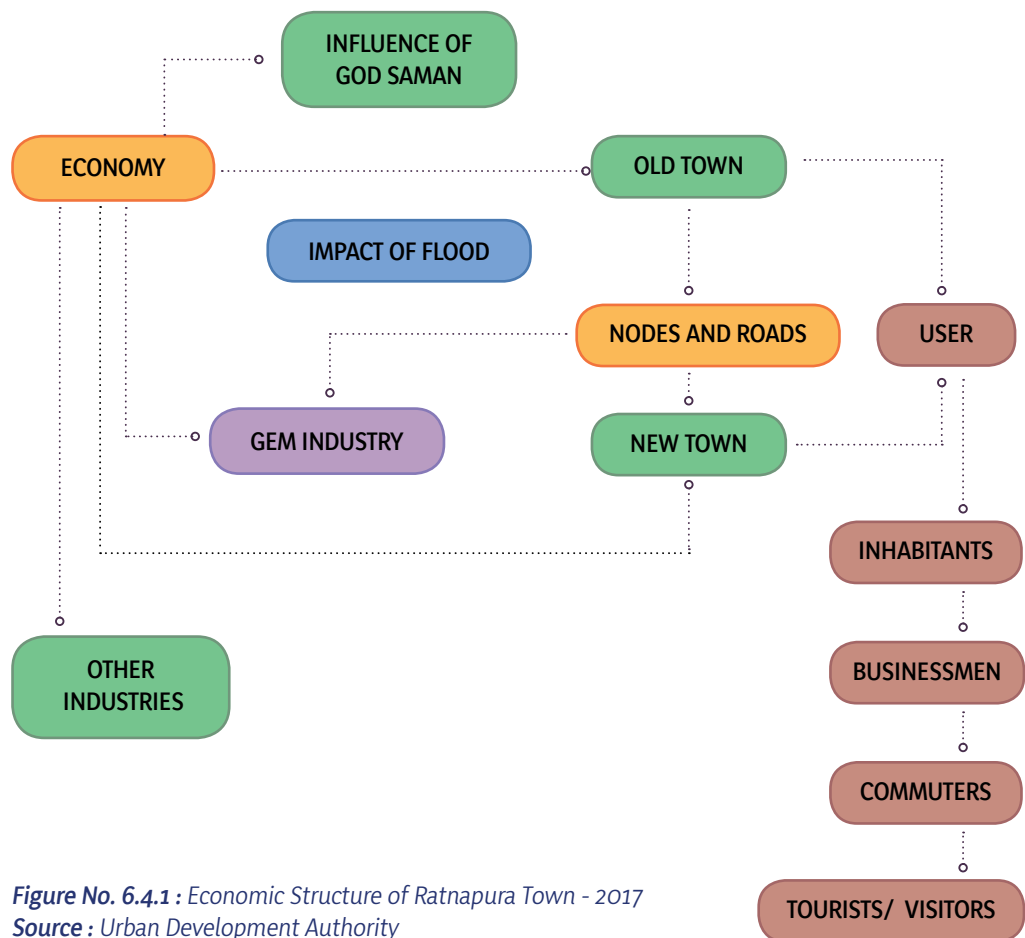 INFLUENCE OF
GOD SAMAN
ECONOMY
OLD TOWN
IMPACT OF FLOOD
NODES AND ROADS
USER
GEM INDUSTRY
NEW TOWN
INHABITANTS
OTHER
INDUSTRIES
BUSINESSMEN
COMMUTERS
TOURISTS/ VISITORS
Figure No. 6.4.1 : Economic Structure of Ratnapura Town - 2017
Source : Urban Development Authority